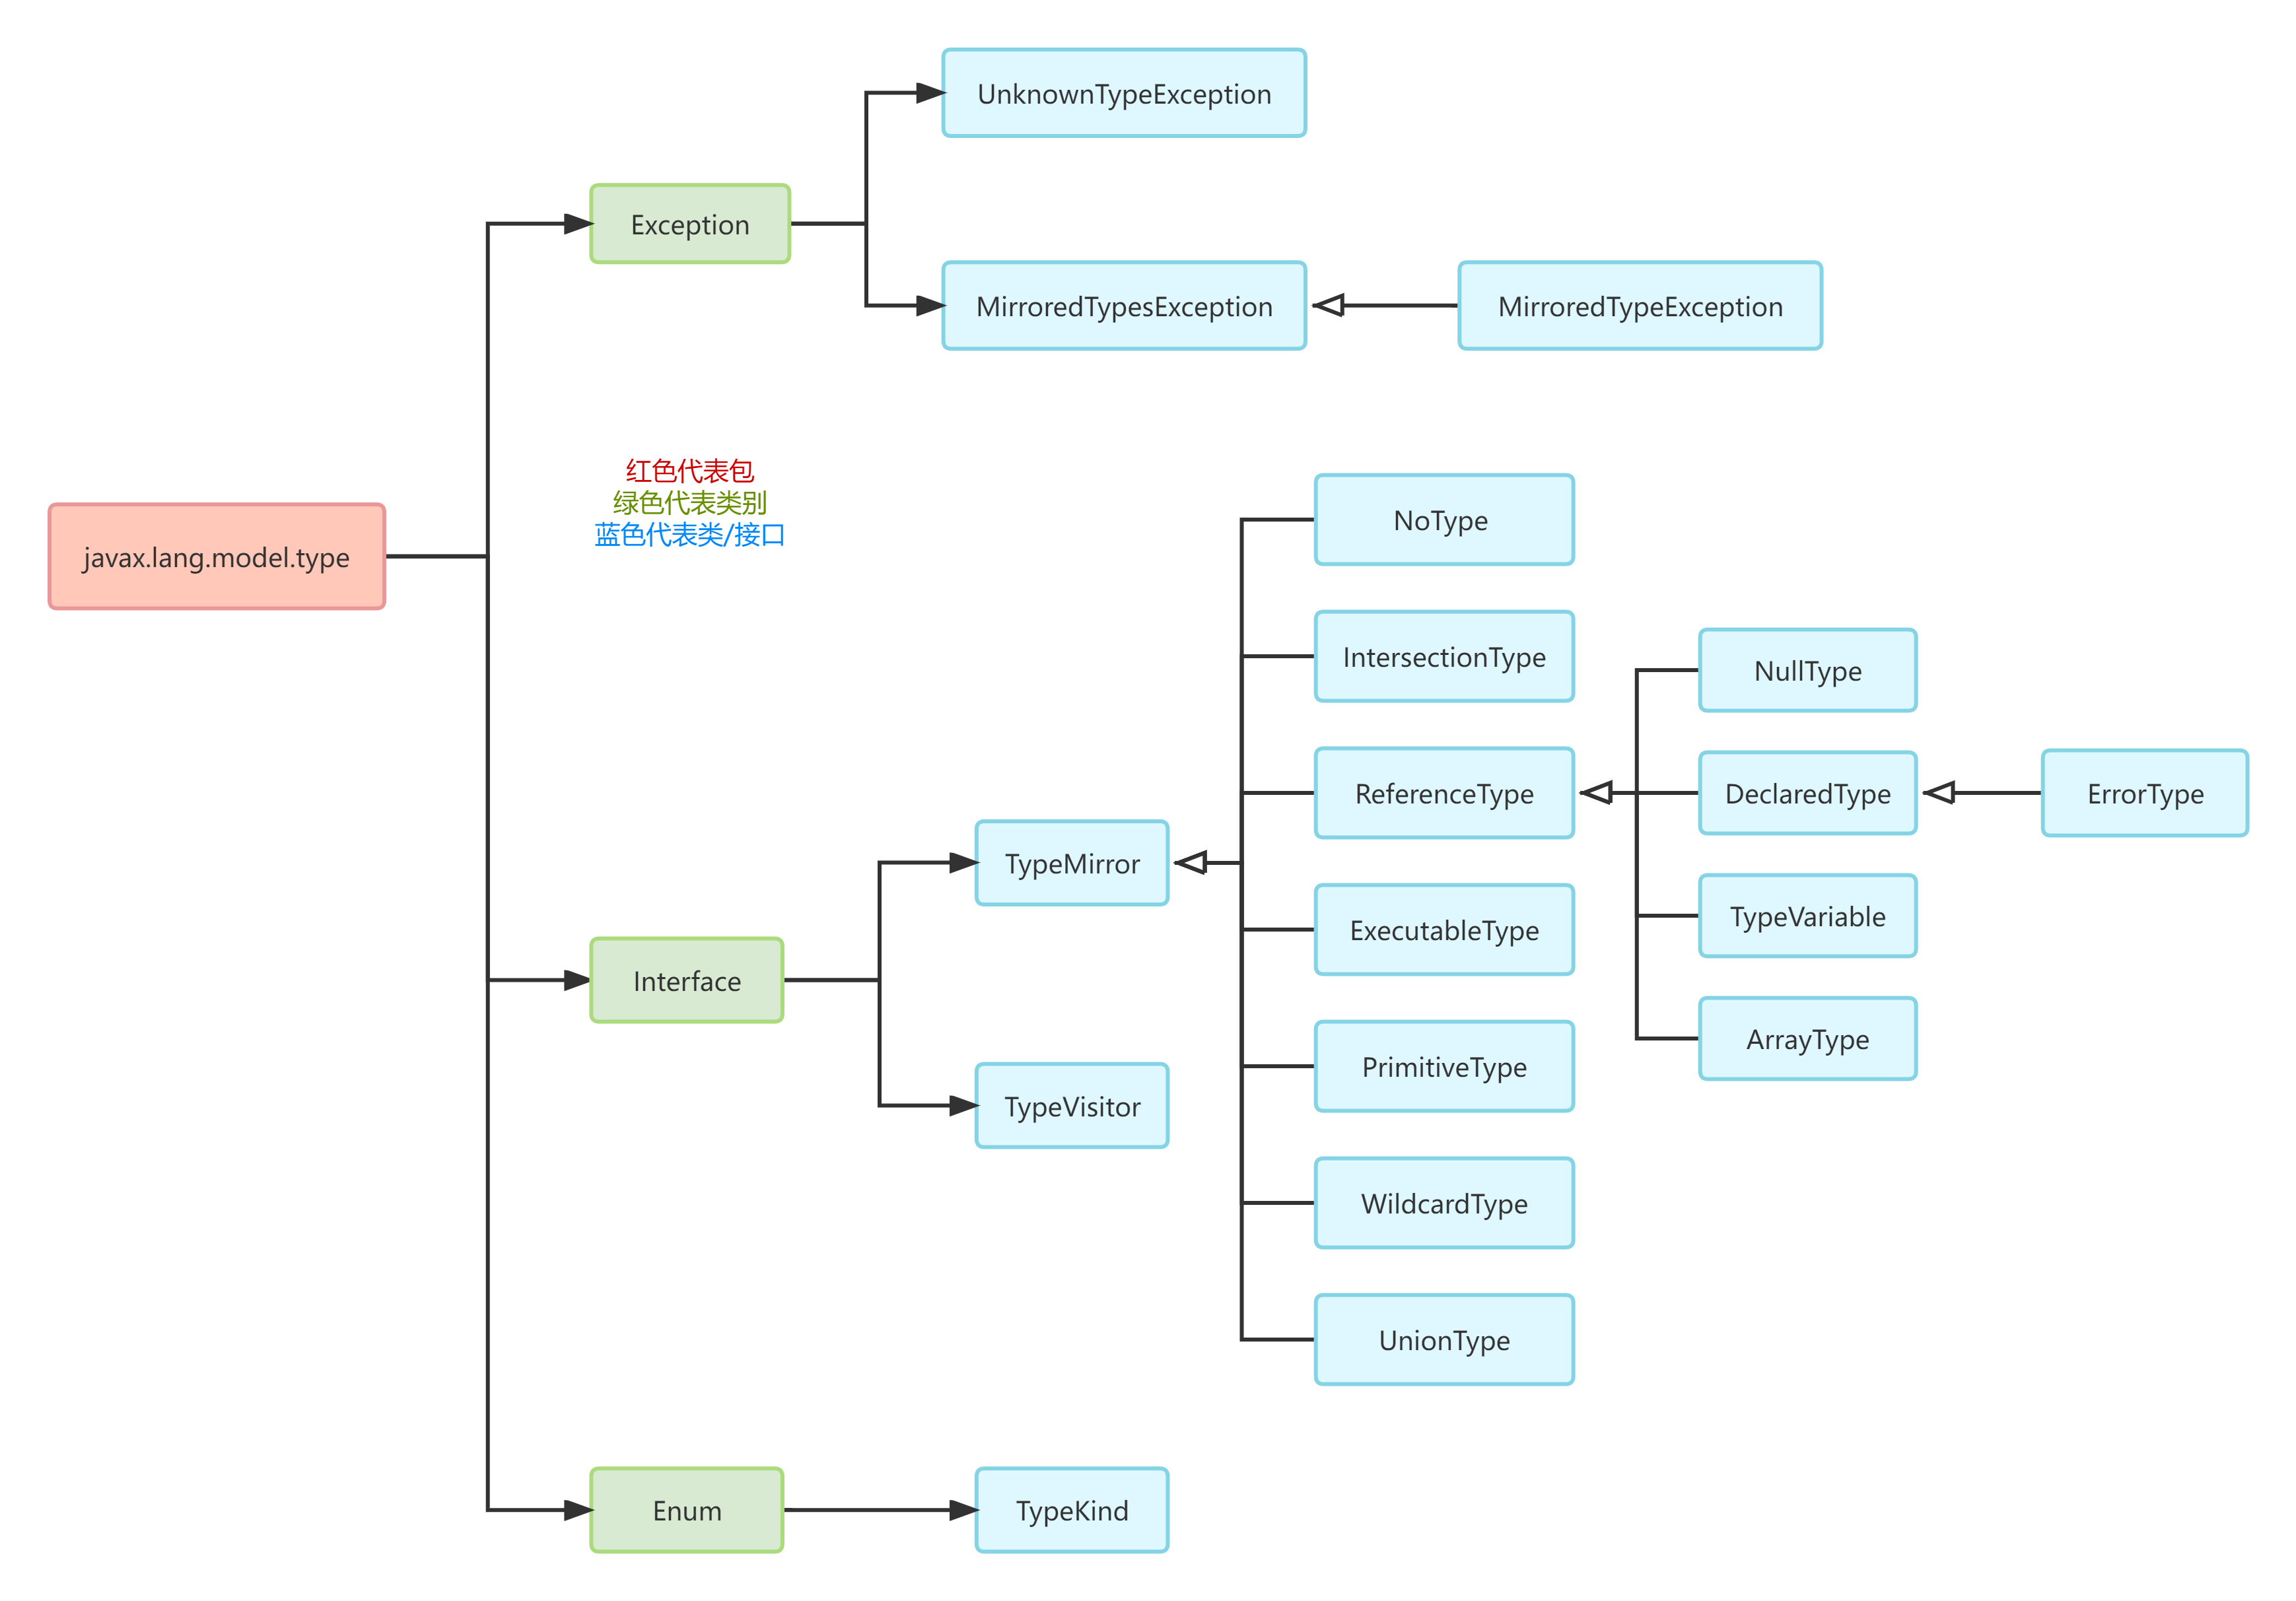 UnknownTypeException
Exception
MirroredTypesException
MirroredTypeException
红色代表包
绿色代表类别
蓝色代表类/接口
javax.lang.model.type
NoType
IntersectionType
NullType
ReferenceType
DeclaredType
ErrorType
TypeMirror
ExecutableType
TypeVariable
Interface
PrimitiveType
ArrayType
TypeVisitor
WildcardType
UnionType
Enum
TypeKind